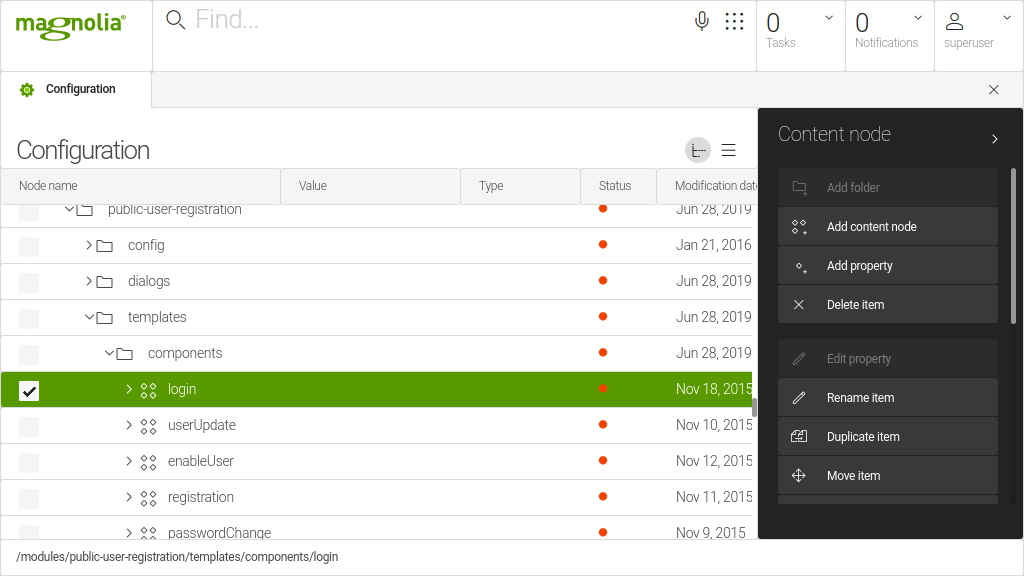 magnolia®
Find...
0
Tasks
0
Notifications
superuser
Configuration
Configuration
Node name Value Type Status Modification date
public-user-registration Jun 28, 2019
config Jan 21, 2016
dialogs Jun 28, 2019
templates Jun 28, 2019
components Jun 28, 2019
login Nov 18, 2015
userUpdate Nov 10, 2015
enableUser Nov 12, 2015
registration Nov 11, 2015
passwordChange Nov 9, 2015
/modules/public-user-registration/templates/components/login
Content node
Add folder
Add content node
Add property
Delete item
Edit property
Rename item
Duplicate item
Move item